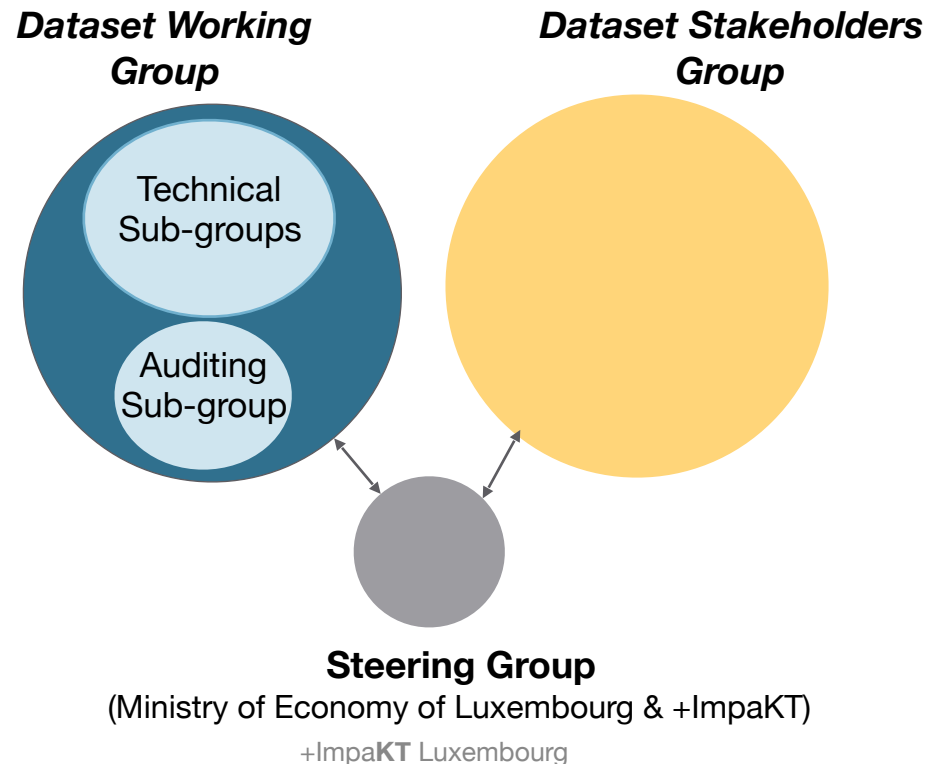 Dataset Working
Group
Dataset Stakeholders
Group
Technical
Sub-groups
Auditing
Sub-group
Steering Group
(Ministry of Economy of Luxembourg & +ImpaKT)
+ImpaKT Luxembourg